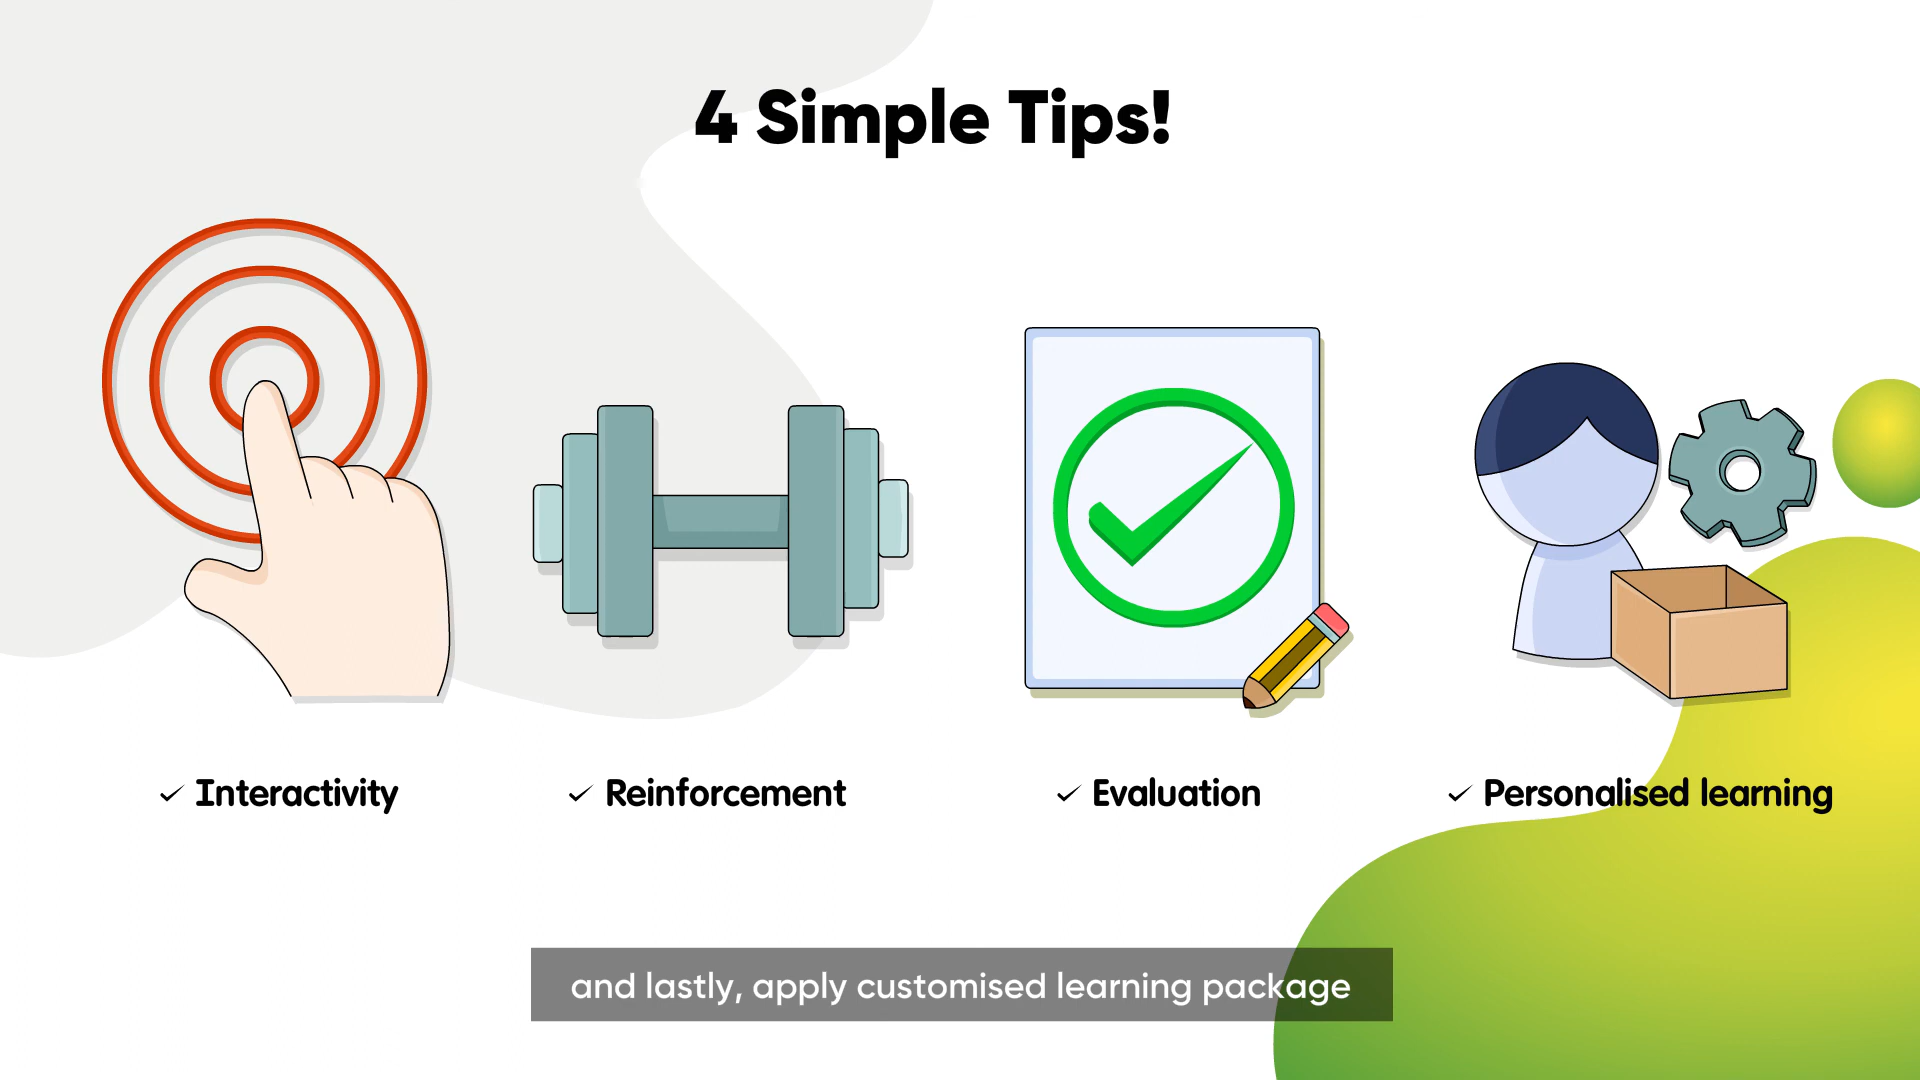 4 Simple Tips!
✓ Interactivity
✓ Reinforcement
✓ Evaluation
✓ Personalised learning
and lastly, apply customised learning package